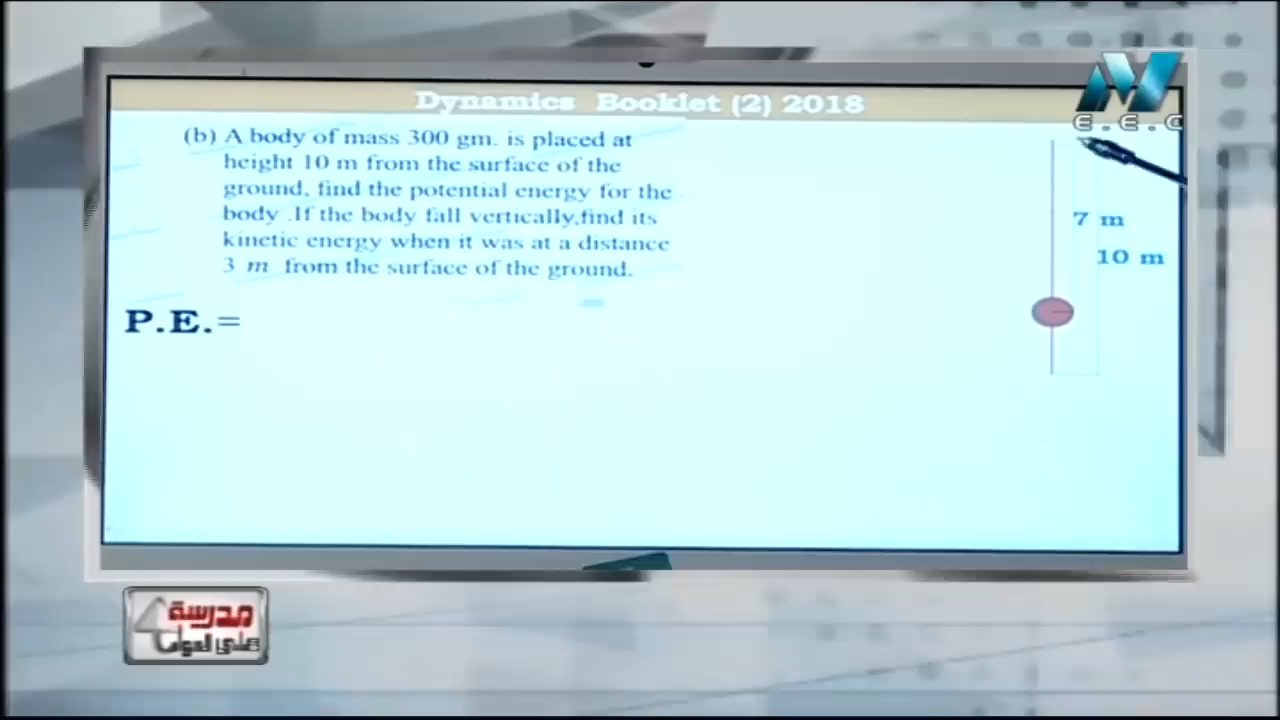 Dynamics Booklet (2) 2018
E.E.C
(b) A body of mass 300 gm. is placed at
height 10 m from the surface of the
ground, find the potential energy for the
body .If the body fall vertically,find its
kinetic energy when it was at a distance
3 m from the surface of the ground.
7 m
10 m
P.E.=
مدرسة
على الهواء